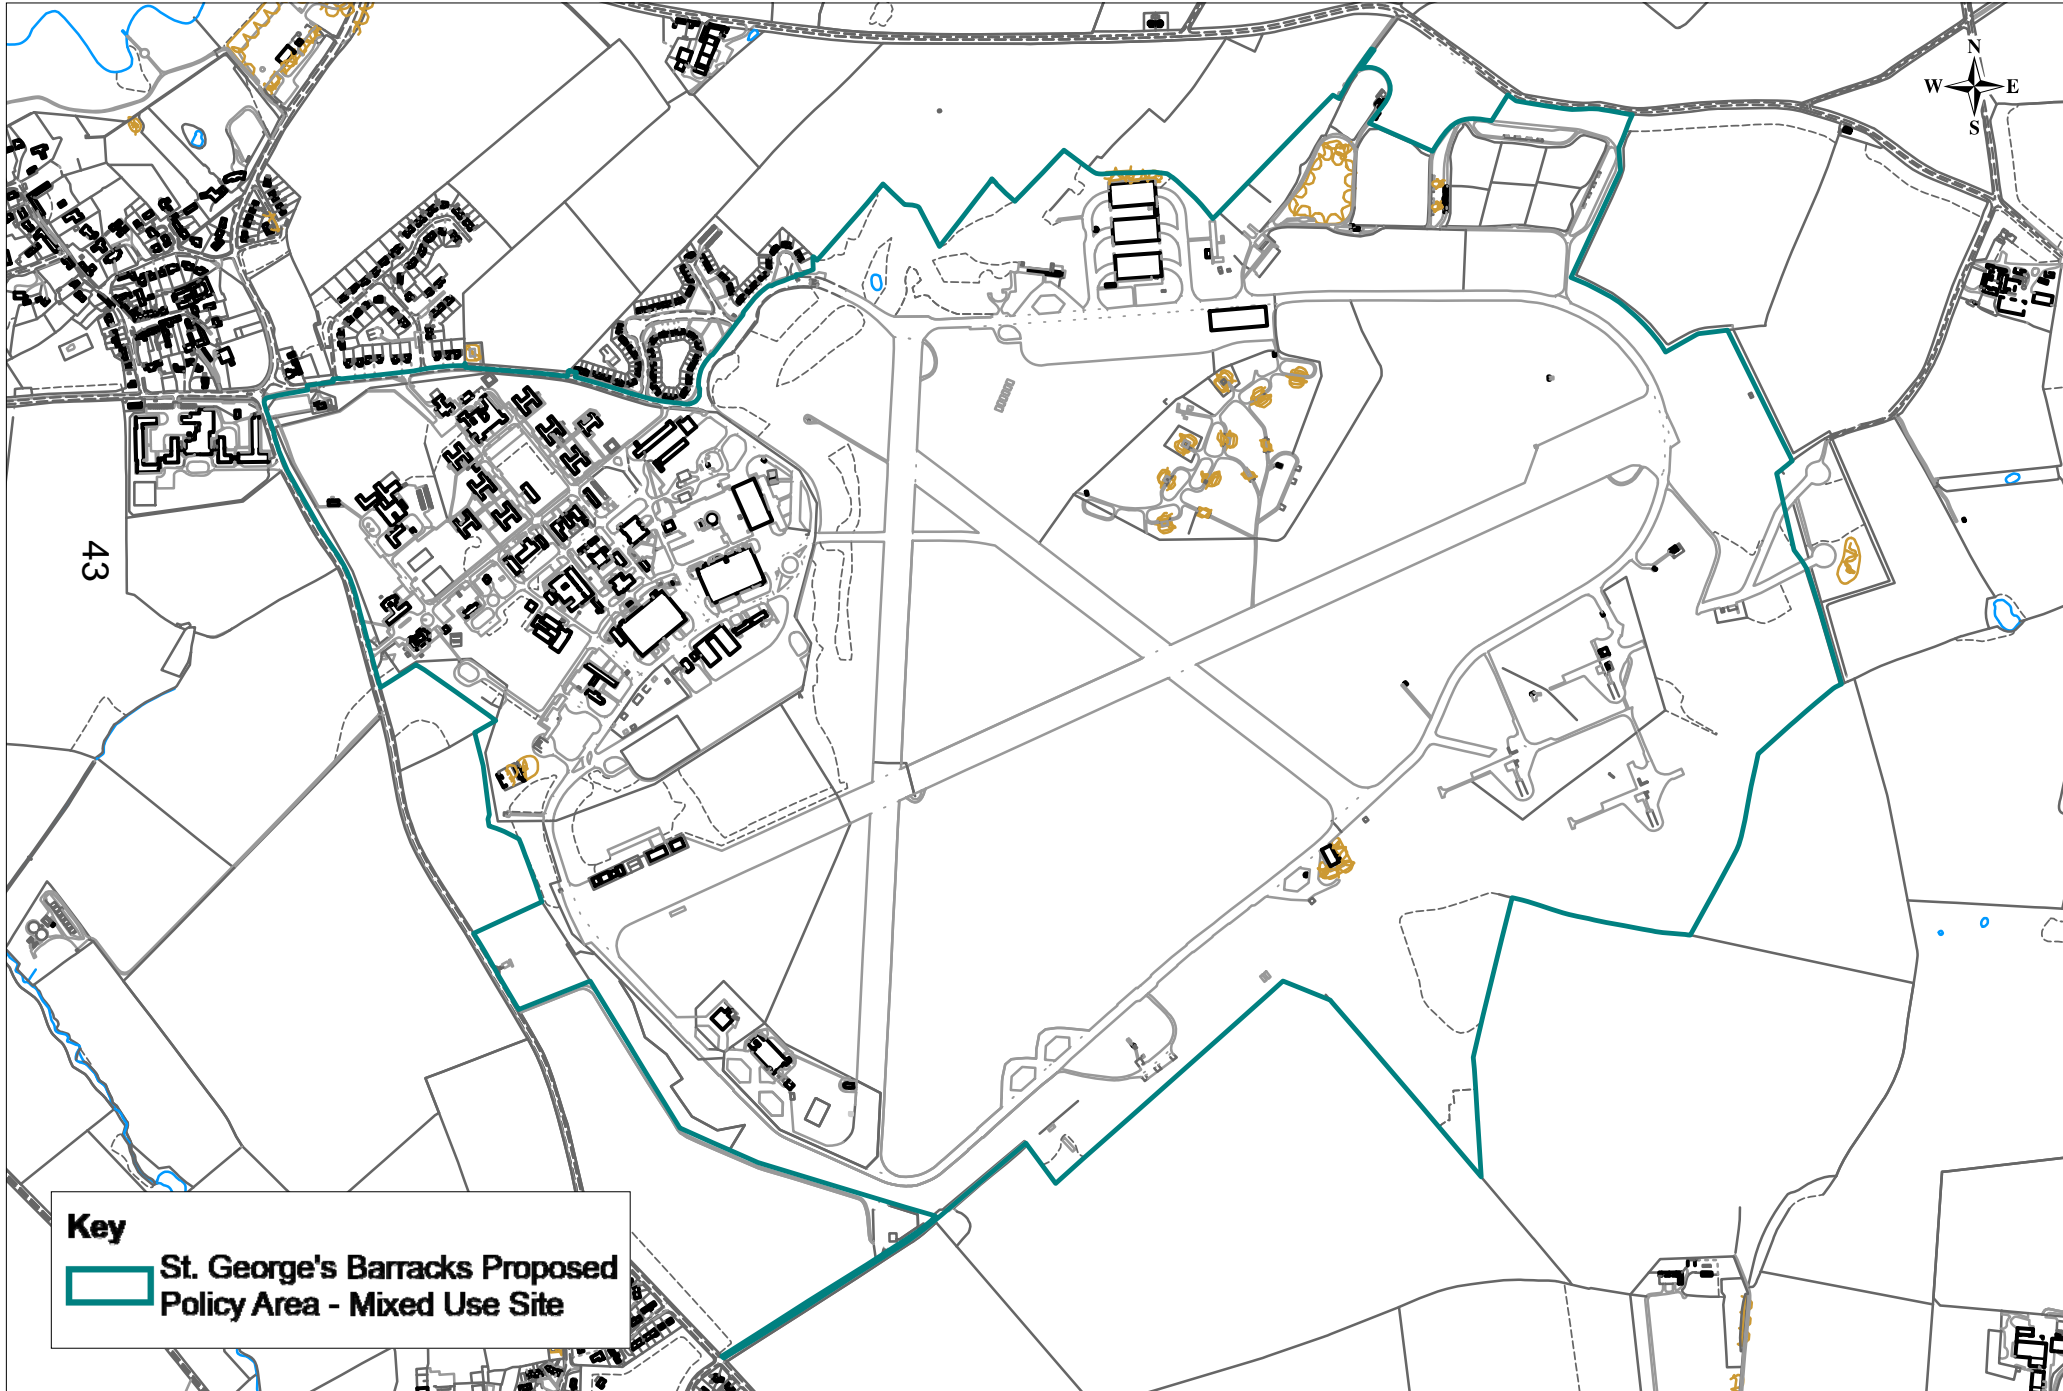 N
W E
S
43
Key
St. George's Barracks Proposed
Policy Area - Mixed Use Site